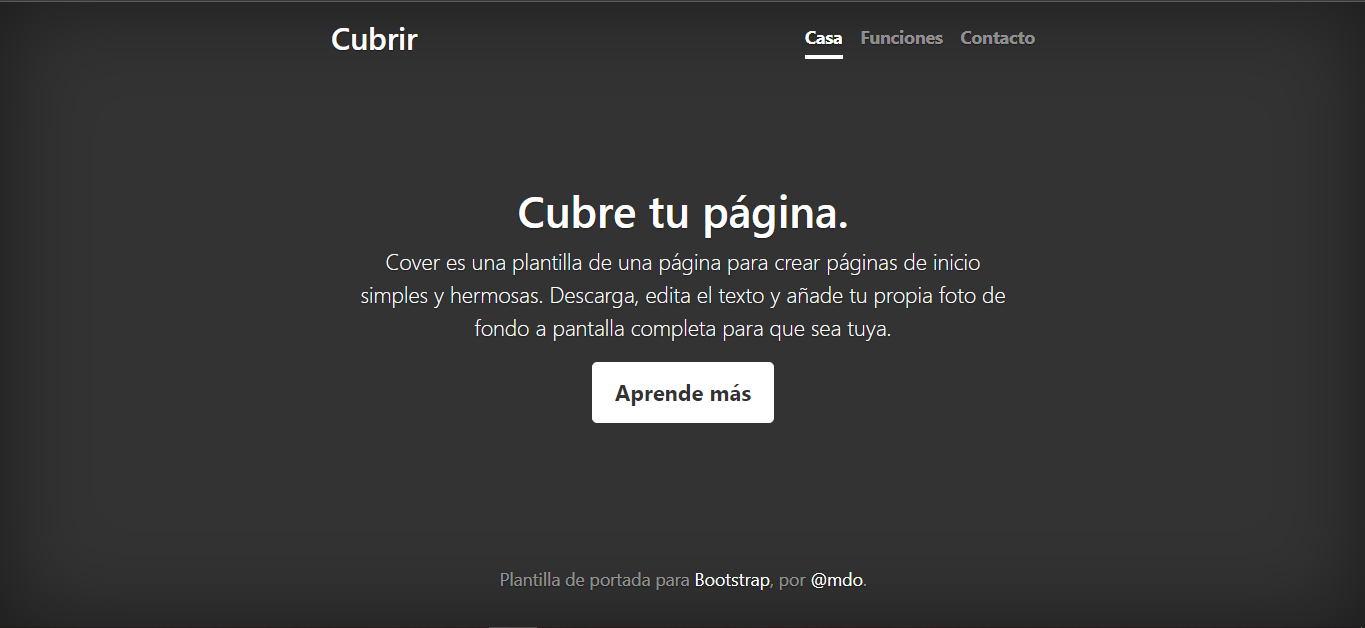 Cubrir
Casa Funciones Contacto
Cubre tu página.
Cover es una plantilla de una página para crear páginas de inicio
simples y hermosas. Descarga, edita el texto y añade tu propia foto de
fondo a pantalla completa para que sea tuya.
Aprende más
Plantilla de portada para Bootstrap, por @mdo.